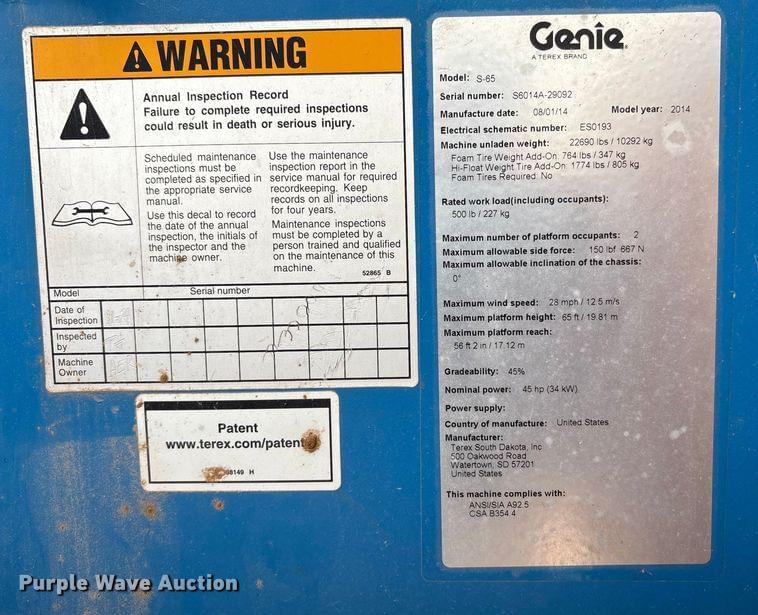 WARNING
Annual Inspection Record
Failure to complete required inspections
could result in death or serious injury.
Scheduled maintenance
inspections must be
completed as specified in
the appropriate service
manual.
Use this decal to record
the date of the annual
inspection, the initials of
the inspector and the
machine owner.
Use the maintenance
inspection report in the
service manual for required
recordkeeping. Keep
records on all inspections
for four years.
Maintenance inspections
must be completed by a
person trained and qualified
on the maintenance of this
machine.
52865 B
Model Serial number
Date of
Inspection
Inspected
by
Machine
Owner
Patent
www.terex.com/patent
H
Genie
A TEREX BRAND
Model: S-65
Serial number: S6014A-29092
Manufacture date: 08/01/14 Model year: 2014
Electrical schematic number: ES0193
Machine unladen weight: 22690 lbs / 10292 kg
Foam Tire Weight Add-On: 764 lbs / 347 kg
Hi-Float Weight Tire Add-On: 1774 lbs / 805 kg
Foam Tires Required: No
Rated work load(including occupants):
500 lb / 227 kg
Maximum number of platform occupants: 2
Maximum allowable side force: 150 lbf 667 N
Maximum allowable inclination of the chassis:
0°
Maximum wind speed: 28 mph / 12.5 m/s
Maximum platform height: 65 ft / 19.81 m
Maximum platform reach:
56 ft 2 in / 17.12 m
Gradeability: 45%
Nominal power: 45 hp (34 kW)
Power supply:
Country of manufacture: United States
Manufacturer:
Terex South Dakota, Inc
500 Oakwood Road
Watertown, SD 57201
United States
This machine complies with:
ANSI/SIA A92.5
CSA B354.4
Purple Wave Auction